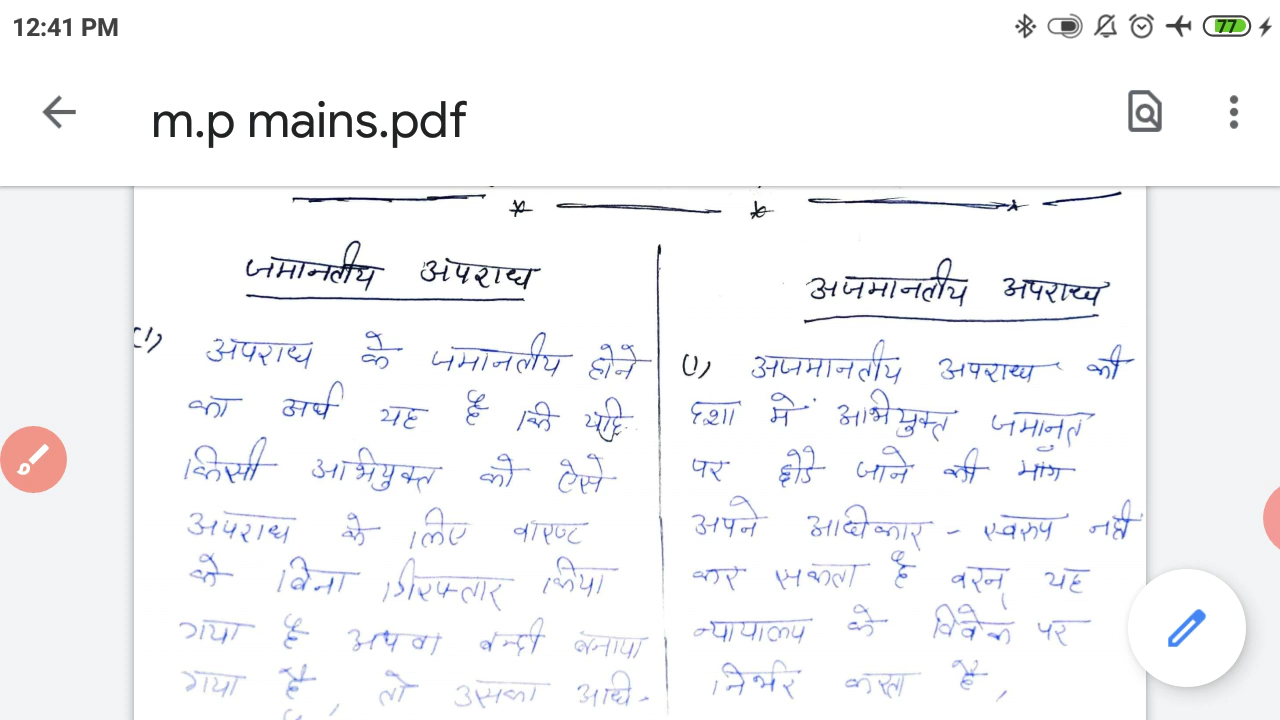 12:41 PM
77
m.p mains.pdf
जमानतीय अपराध
(1) अपराध के जमानतीय होने
का अर्थ यह है कि यदि
किसी अभियुक्त को ऐसे
अपराध के लिए वारण्ट
के बिना गिरफ्तार किया
गया है अथवा बन्दी बनाया
गया है, तो उसका अधि-
अजमानतीय अपराध
(1) अजमानतीय अपराध की
दशा में अभियुक्त जमानत
पर छोडे जाने की मांग
अपने अधिकार - स्वरुप नहीं
कर सकता है वरन् यह
न्यायालय के विवेक पर
निर्भर करता है,